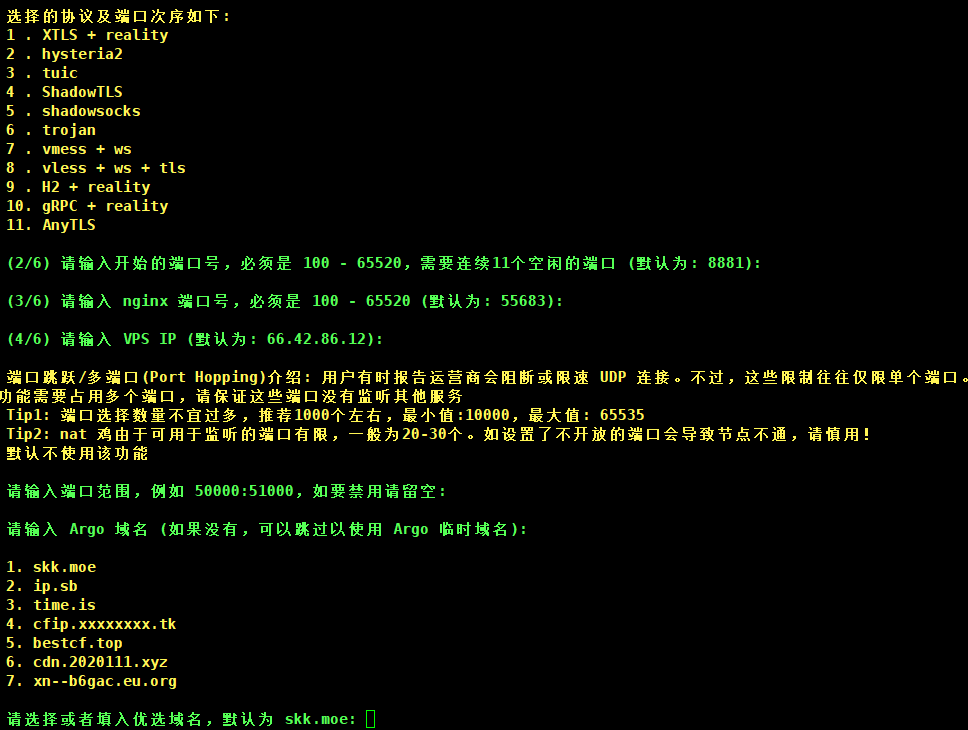 选择的协议及端口次序如下:
1 . XTLS + reality
2 . hysteria2
3 . tuic
4 . ShadowTLS
5 . shadowsocks
6 . trojan
7 . vmess + ws
8 . vless + ws + tls
9 . H2 + reality
10. gRPC + reality
11. AnyTLS
(2/6) 请输入开始的端口号，必须是 100 - 65520，需要连续11个空闲的端口 (默认为: 8881):
(3/6) 请输入 nginx 端口号，必须是 100 - 65520 (默认为: 55683):
(4/6) 请输入 VPS IP (默认为: 66.42.86.12):
端口跳跃/多端口(Port Hopping)介绍: 用户有时报告运营商会阻断或限速 UDP 连接。不过，这些限制往往仅限单个端口。
功能需要占用多个端口，请保证这些端口没有监听其他服务
Tip1: 端口选择数量不宜过多，推荐1000个左右，最小值:10000，最大值: 65535
Tip2: nat 鸡由于可用于监听的端口有限，一般为20-30个。如设置了不开放的端口会导致节点不通，请慎用!
默认不使用该功能
请输入端口范围，例如 50000:51000，如要禁用请留空:
请输入 Argo 域名 (如果没有，可以跳过以使用 Argo 临时域名):
1. skk.moe
2. ip.sb
3. time.is
4. cfip.xxxxxxxx.tk
5. bestcf.top
6. cdn.2020111.xyz
7. xn--b6gac.eu.org
请选择或者填入优选域名，默认为 skk.moe: